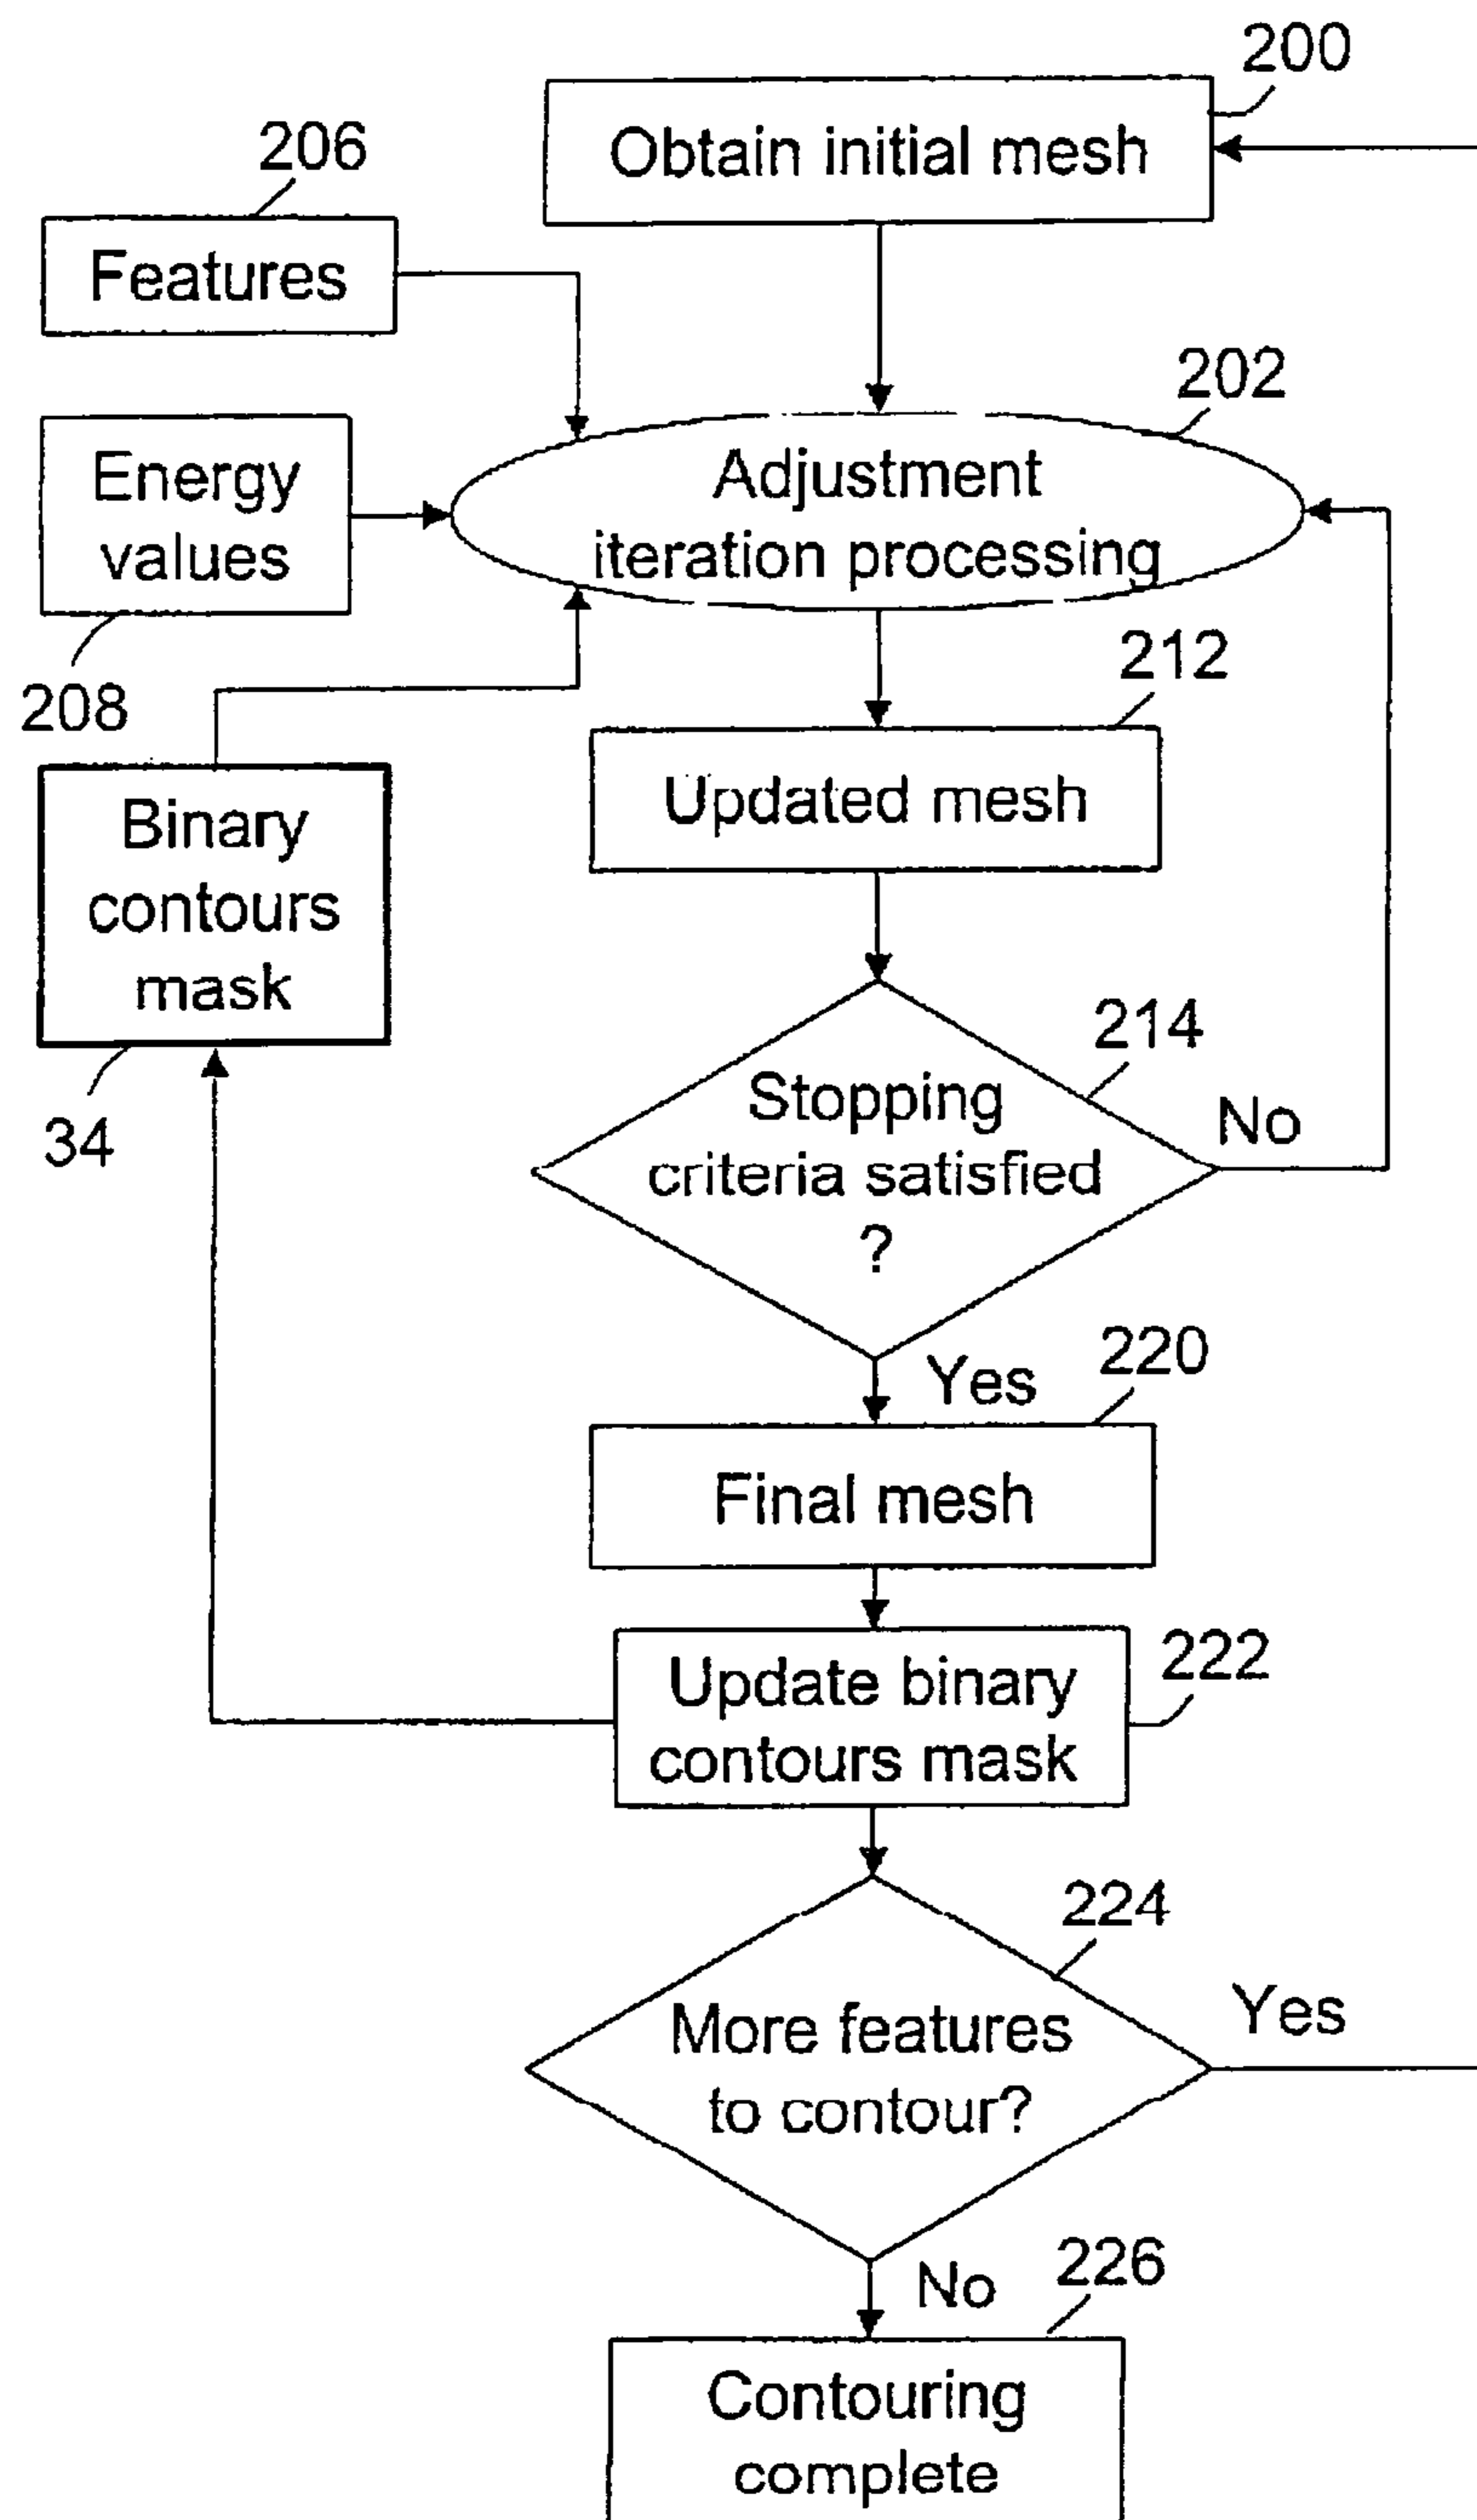 200
Obtain initial mesh
206
Features
202
Energy
values
208
Adjustment
iteration processing
212
Updated mesh
Binary
contours
mask
34
214
Stopping
criteria satisfied
?
No
Yes
220
Final mesh
222
Update binary
contours mask
224
More features
to contour?
Yes
No
226
Contouring
complete